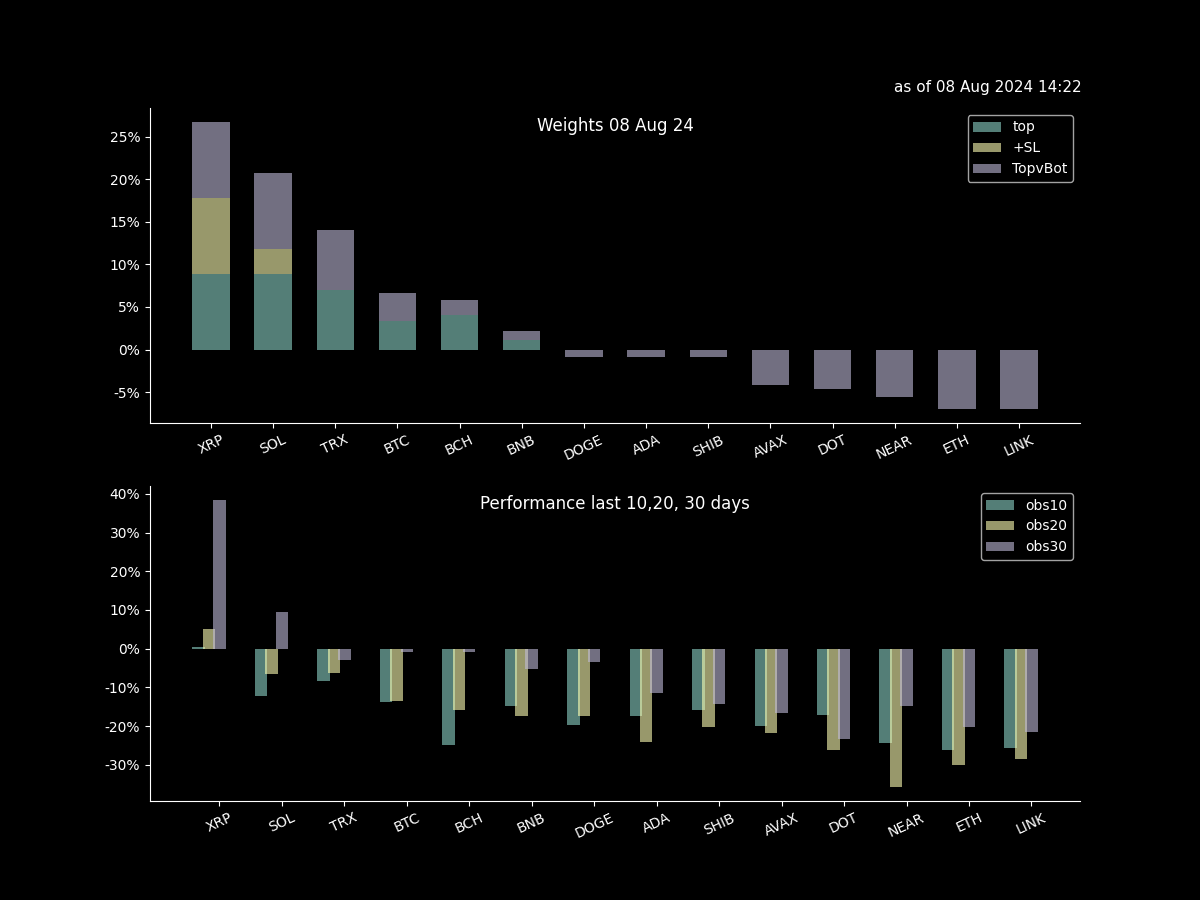 as of 08 Aug 2024 14:22
Weights 08 Aug 24
top
+SL
TopvBot
25%
20%
15%
10%
5%
0%
-5%
XRP SOL TRX BTC BCH BNB DOGE ADA SHIB AVAX DOT NEAR ETH LINK
Performance last 10,20, 30 days
obs10
obs20
obs30
40%
30%
20%
10%
0%
-10%
-20%
-30%
XRP SOL TRX BTC BCH BNB DOGE ADA SHIB AVAX DOT NEAR ETH LINK